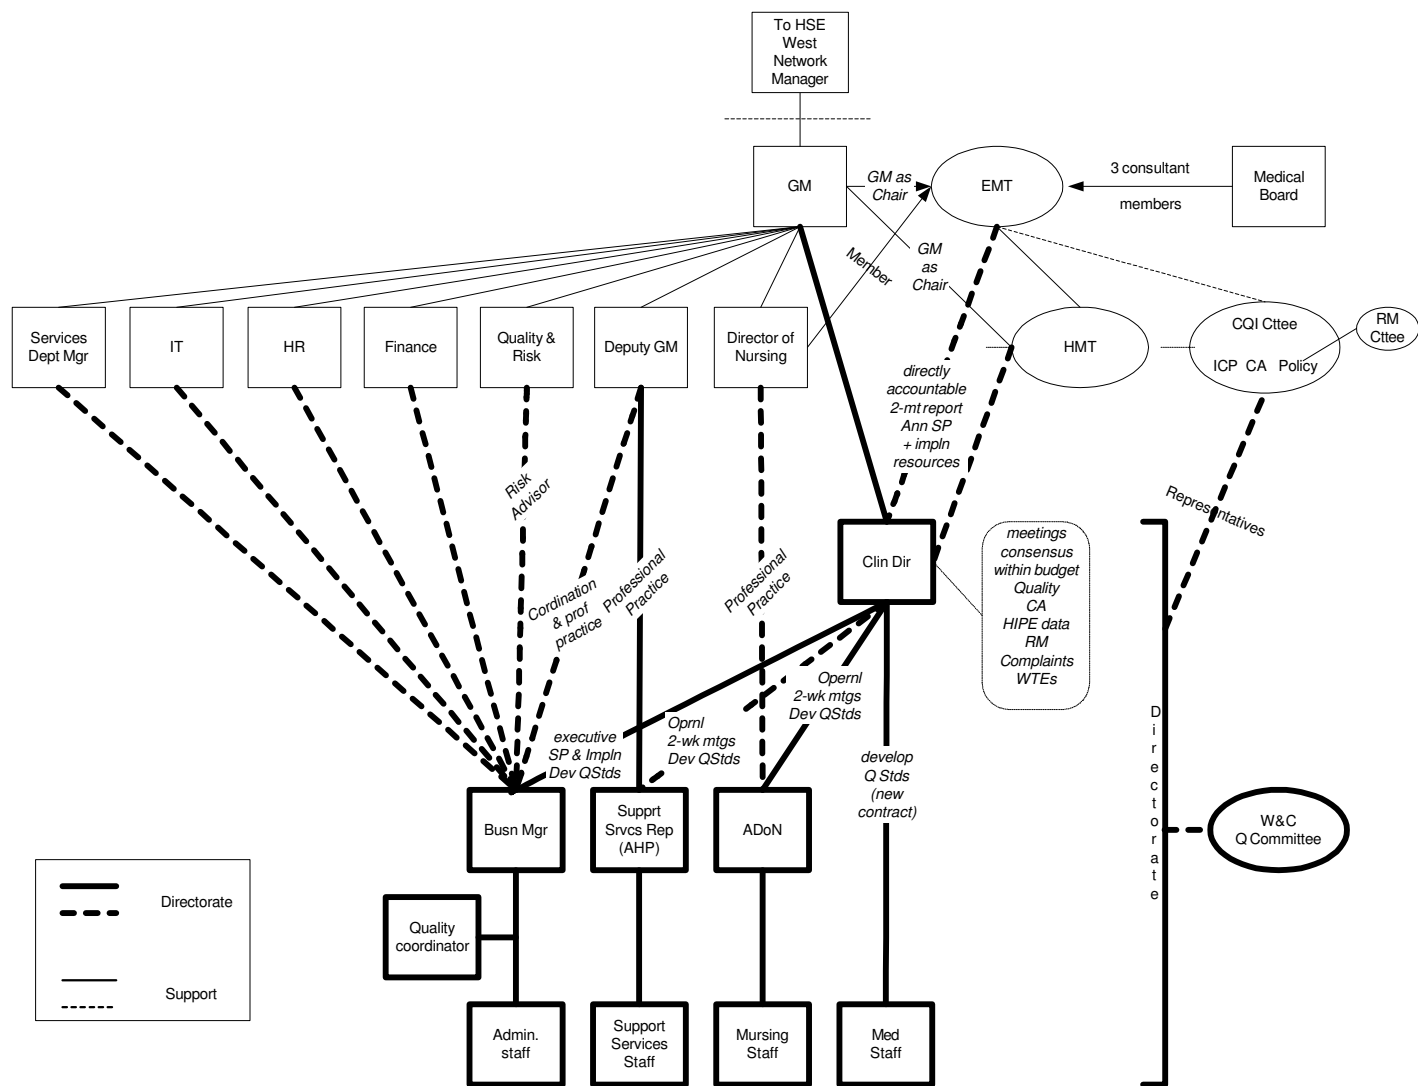 To HSE
West
Network
Manager
GM
GM as
Chair
EMT
3 consultant
members
Medical
Board
GM
as
Chair
Member
Services
Dept Mgr
IT
HR
Finance
Quality &
Risk
Deputy GM
Director of
Nursing
HMT
CQI Cttee
ICP CA Policy
RM
Cttee
directly
accountable
2-mt report
Ann SP
+ impln
resources
Risk
Advisor
Cordination
& prof
practice
Professional
Practice
Professional
Practice
Representatives
Clin Dir
meetings
consensus
within budget
Quality
CA
HIPE data
RM
Complaints
WTEs
executive
SP & Impln
Dev QStds
Oprnl
2-wk mtgs
Dev QStds
Opernl
2-wk mtgs
Dev QStds
develop
Q Stds
(new
contract)
Directorate
Busn Mgr
Supprt
Srvcs Rep
(AHP)
ADoN
W&C
Q Committee
Quality
coordinator
Directorate
Support
Admin.
staff
Support
Services
Staff
Mursing
Staff
Med
Staff